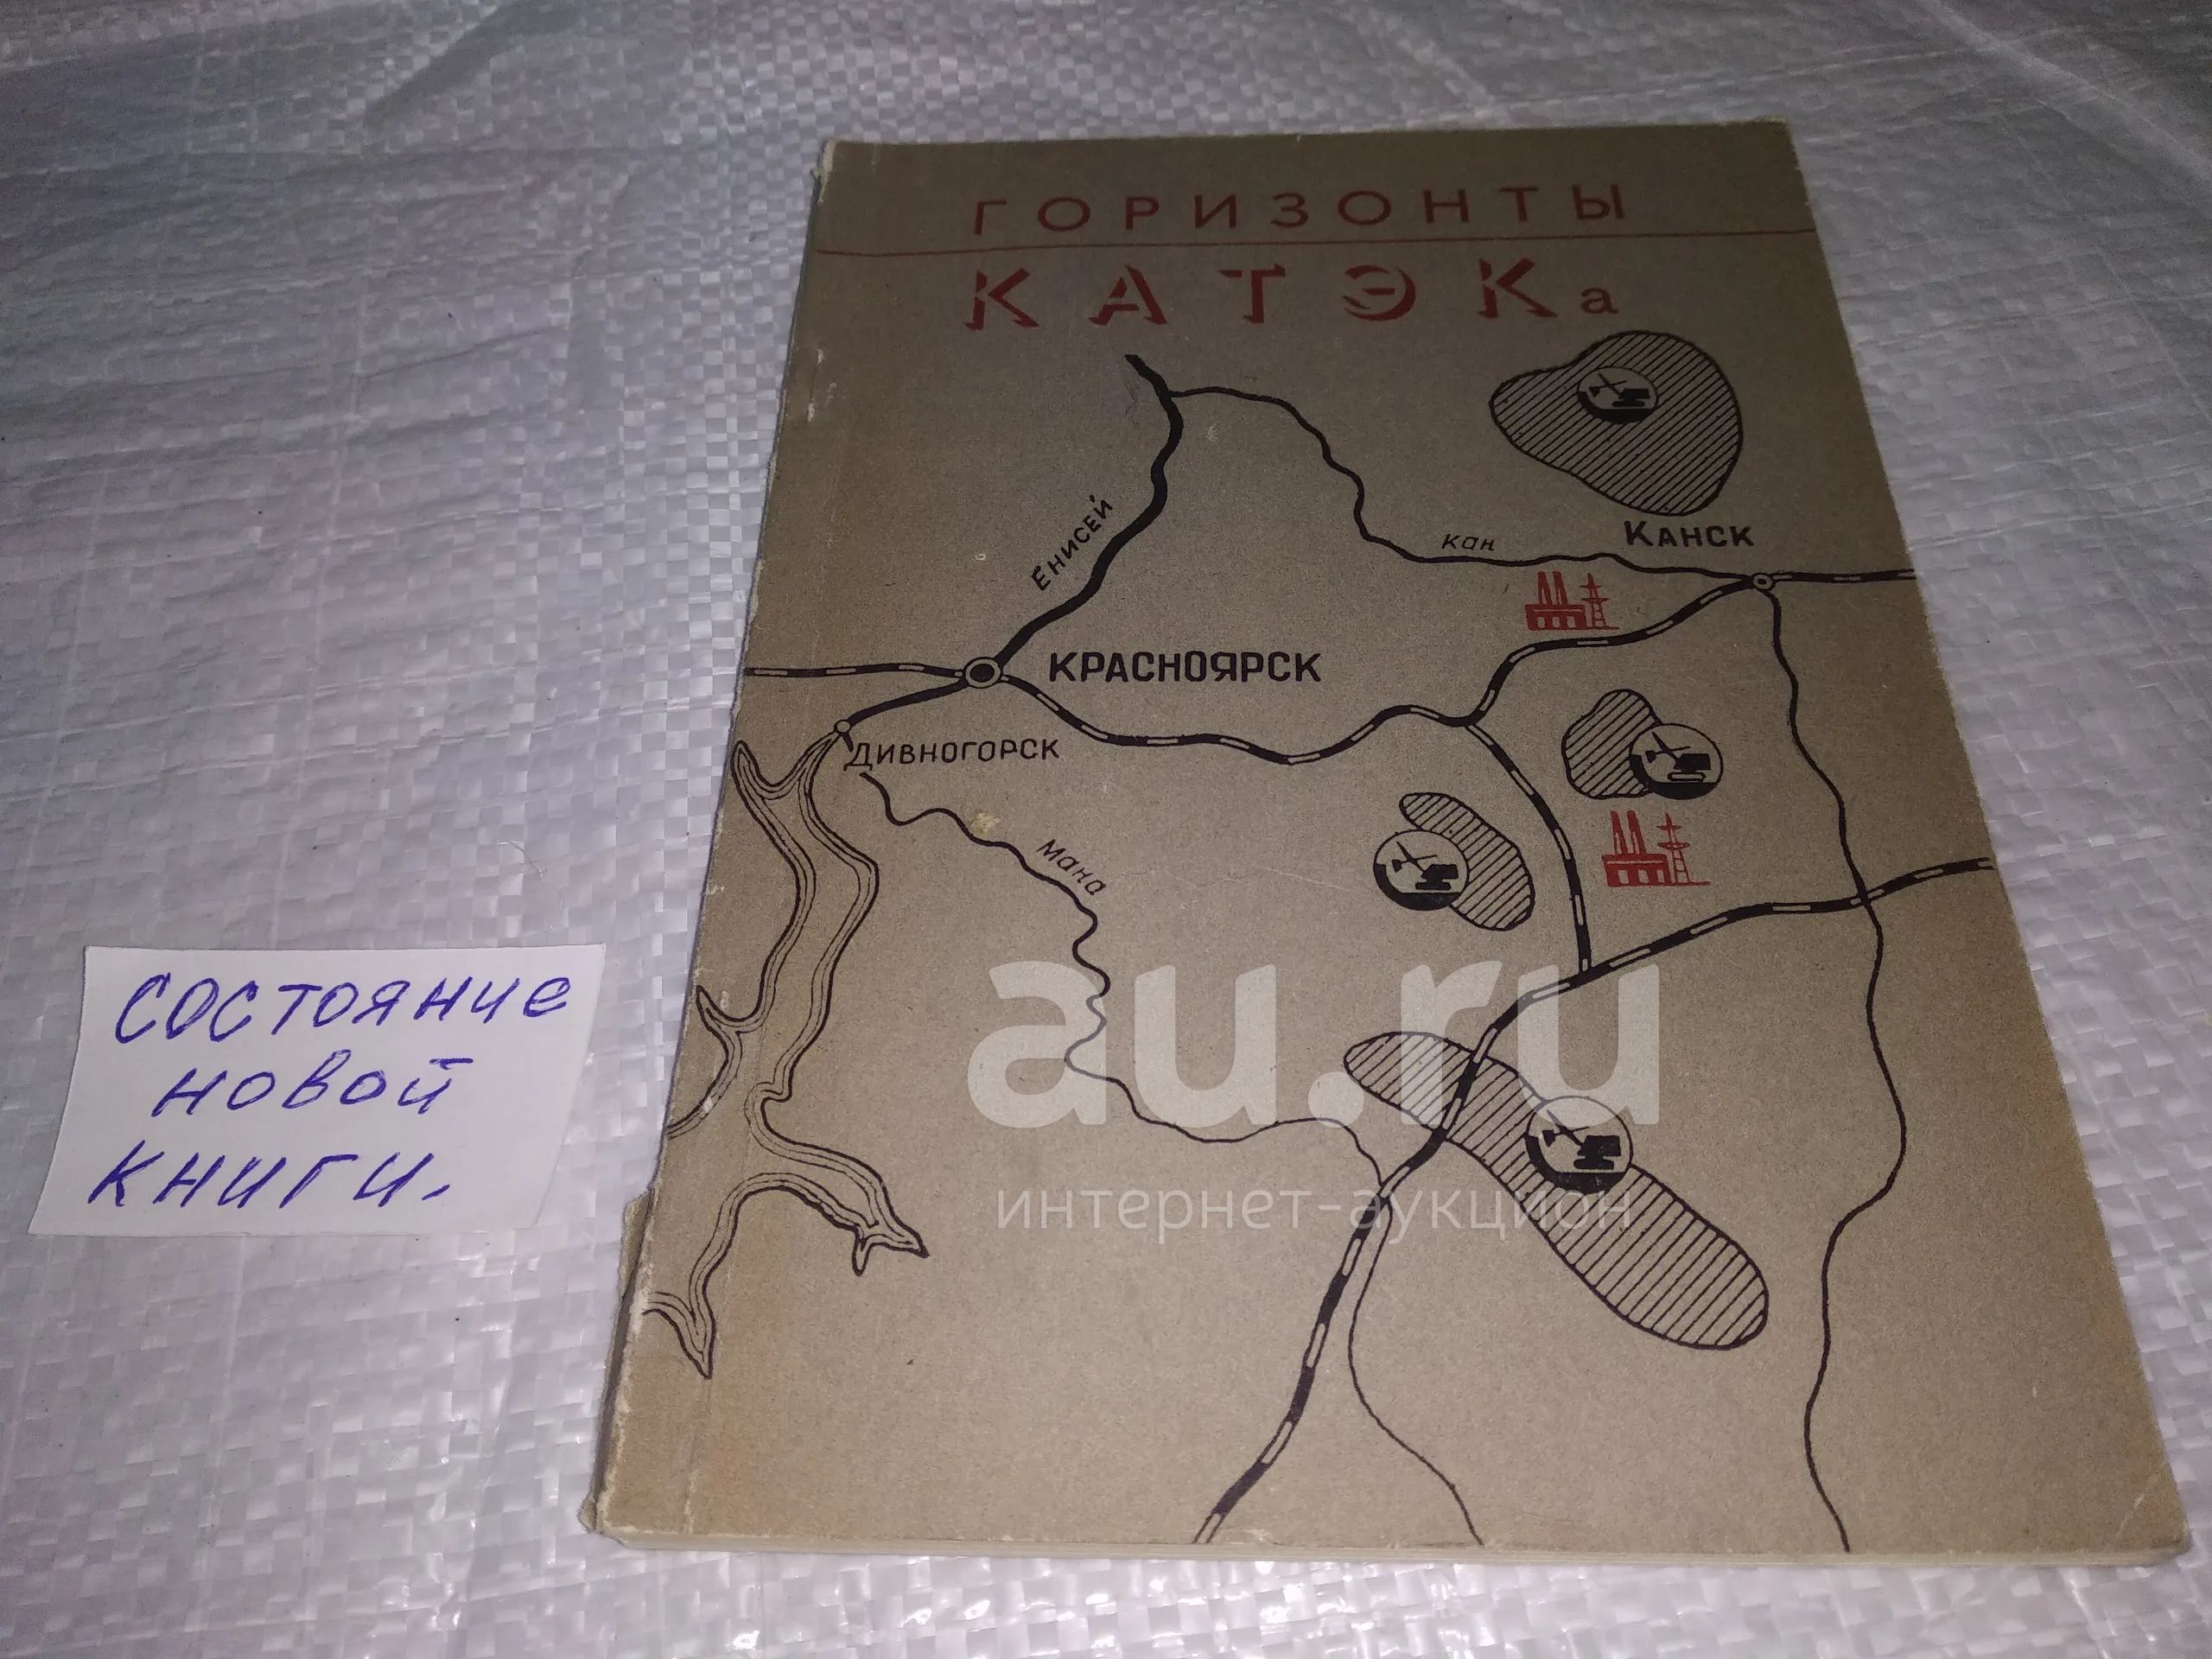 ГОРИЗОНТЫ
КАТЭКа
Енисей
Кан
Канск
Красноярск
Дивногорск
Мана
au.ru
интернет-аукцион
состояние
новой
книги.